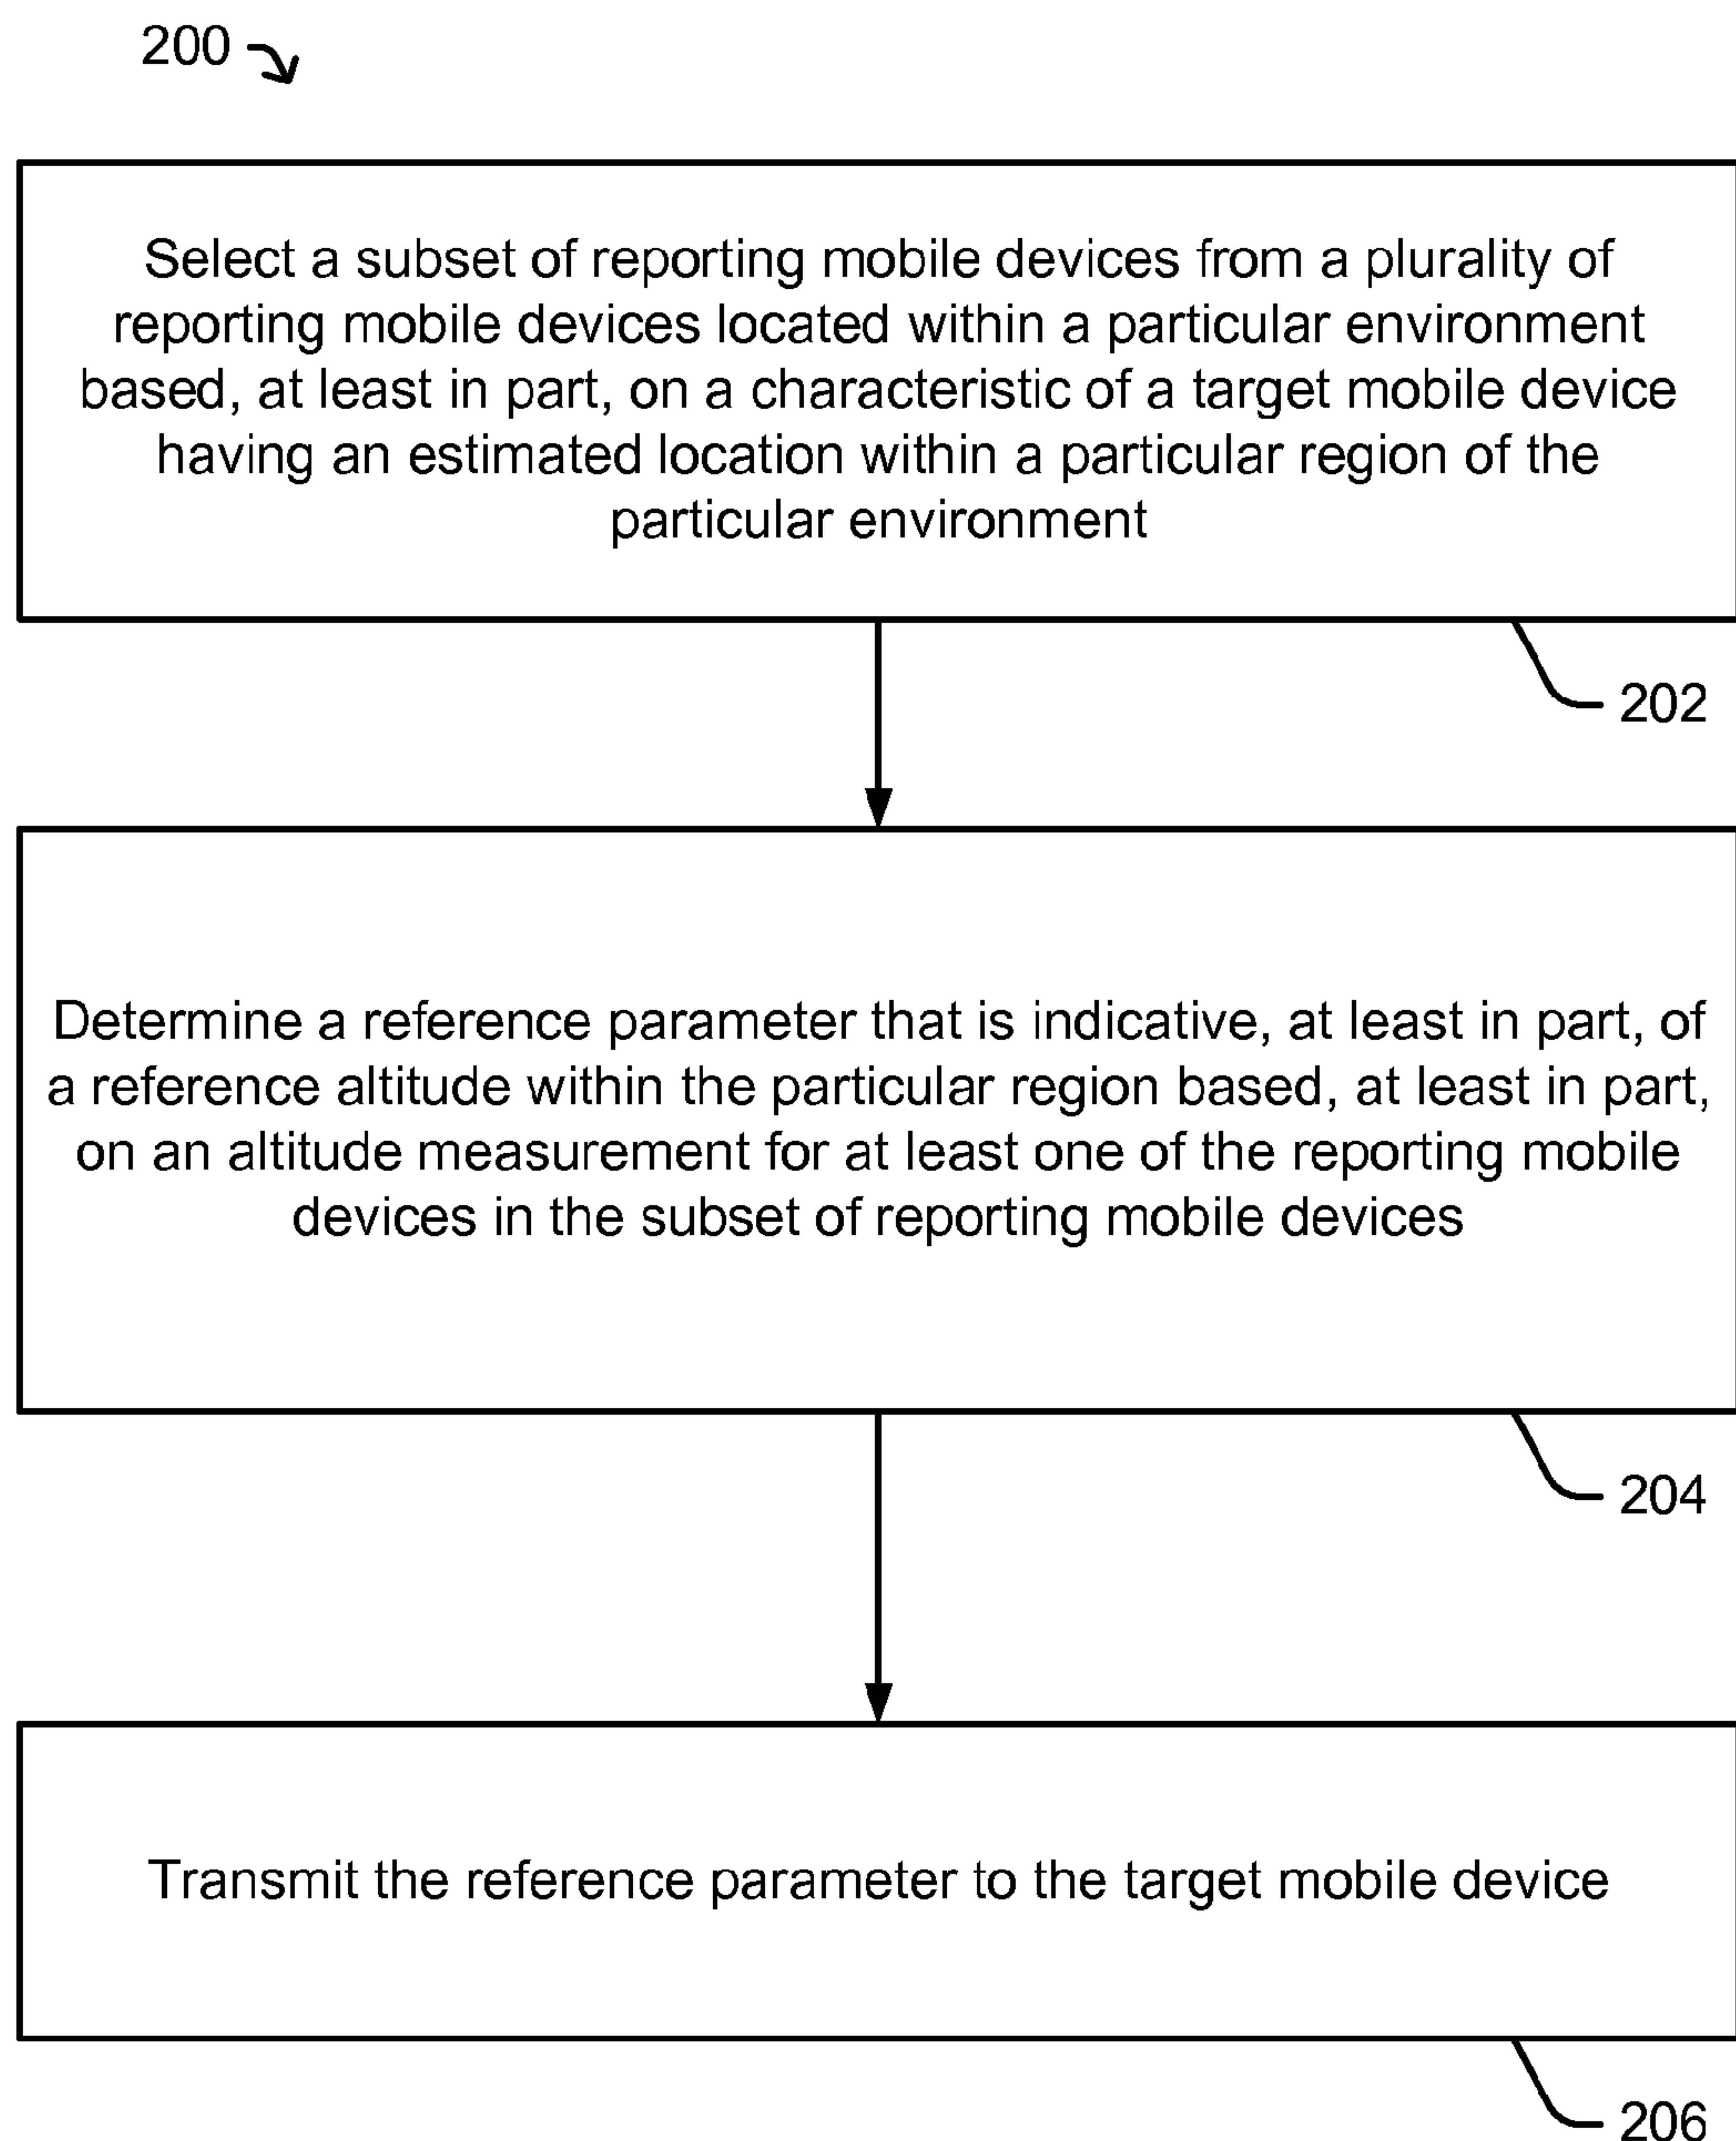 200
Select a subset of reporting mobile devices from a plurality of
reporting mobile devices located within a particular environment
based, at least in part, on a characteristic of a target mobile device
having an estimated location within a particular region of the
particular environment
202
Determine a reference parameter that is indicative, at least in part, of
a reference altitude within the particular region based, at least in part,
on an altitude measurement for at least one of the reporting mobile
devices in the subset of reporting mobile devices
204
Transmit the reference parameter to the target mobile device
206